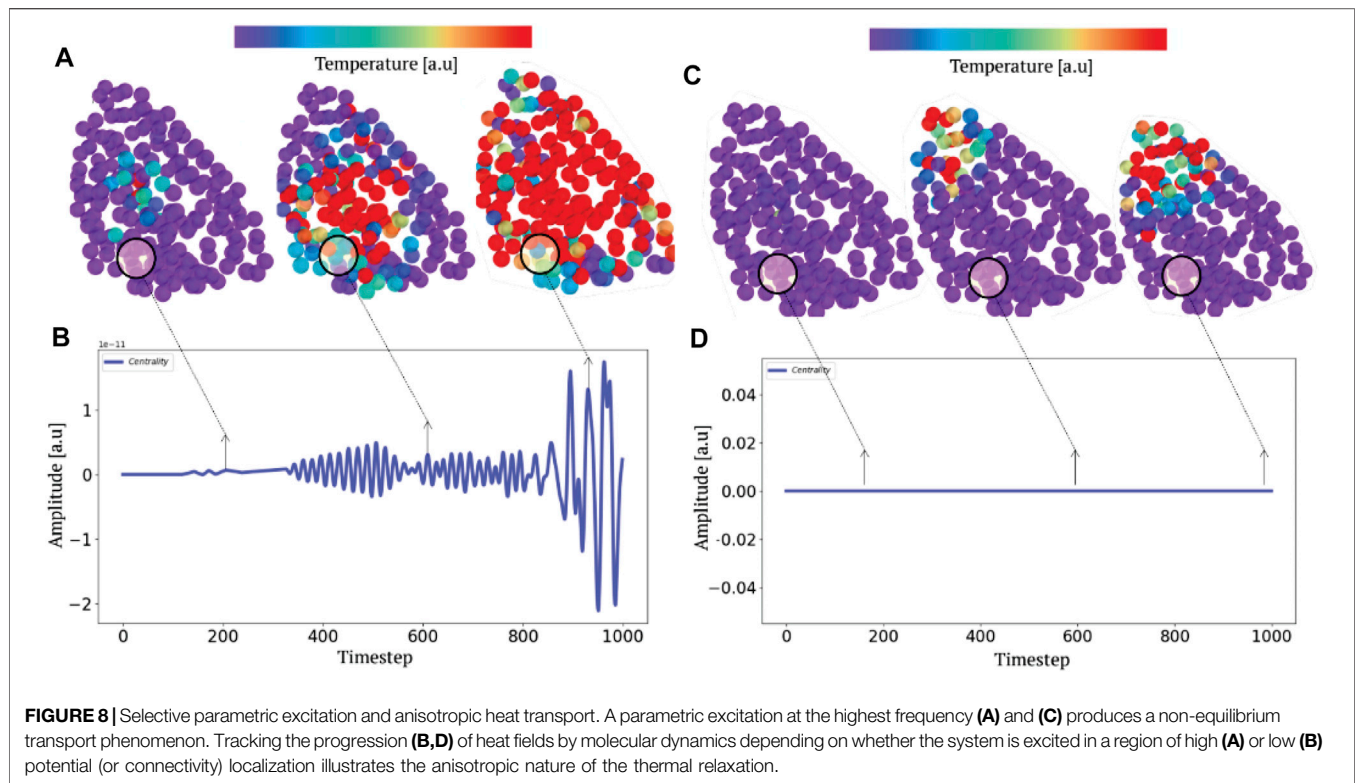 Temperature [a.u]
A
Temperature [a.u]
C
B
1e-11
Centrality
Amplitude [a.u]
1
0
−1
−2
0 200 400 600 800 1000
Timestep
D
Centrality
Amplitude [a.u]
0.04
0.02
0.00
-0.02
−0.04
0 200 400 600 800 1000
Timestep
FIGURE 8 | Selective parametric excitation and anisotropic heat transport. A parametric excitation at the highest frequency (A) and (C) produces a non-equilibrium
transport phenomenon. Tracking the progression (B,D) of heat fields by molecular dynamics depending on whether the system is excited in a region of high (A) or low (B)
potential (or connectivity) localization illustrates the anisotropic nature of the thermal relaxation.